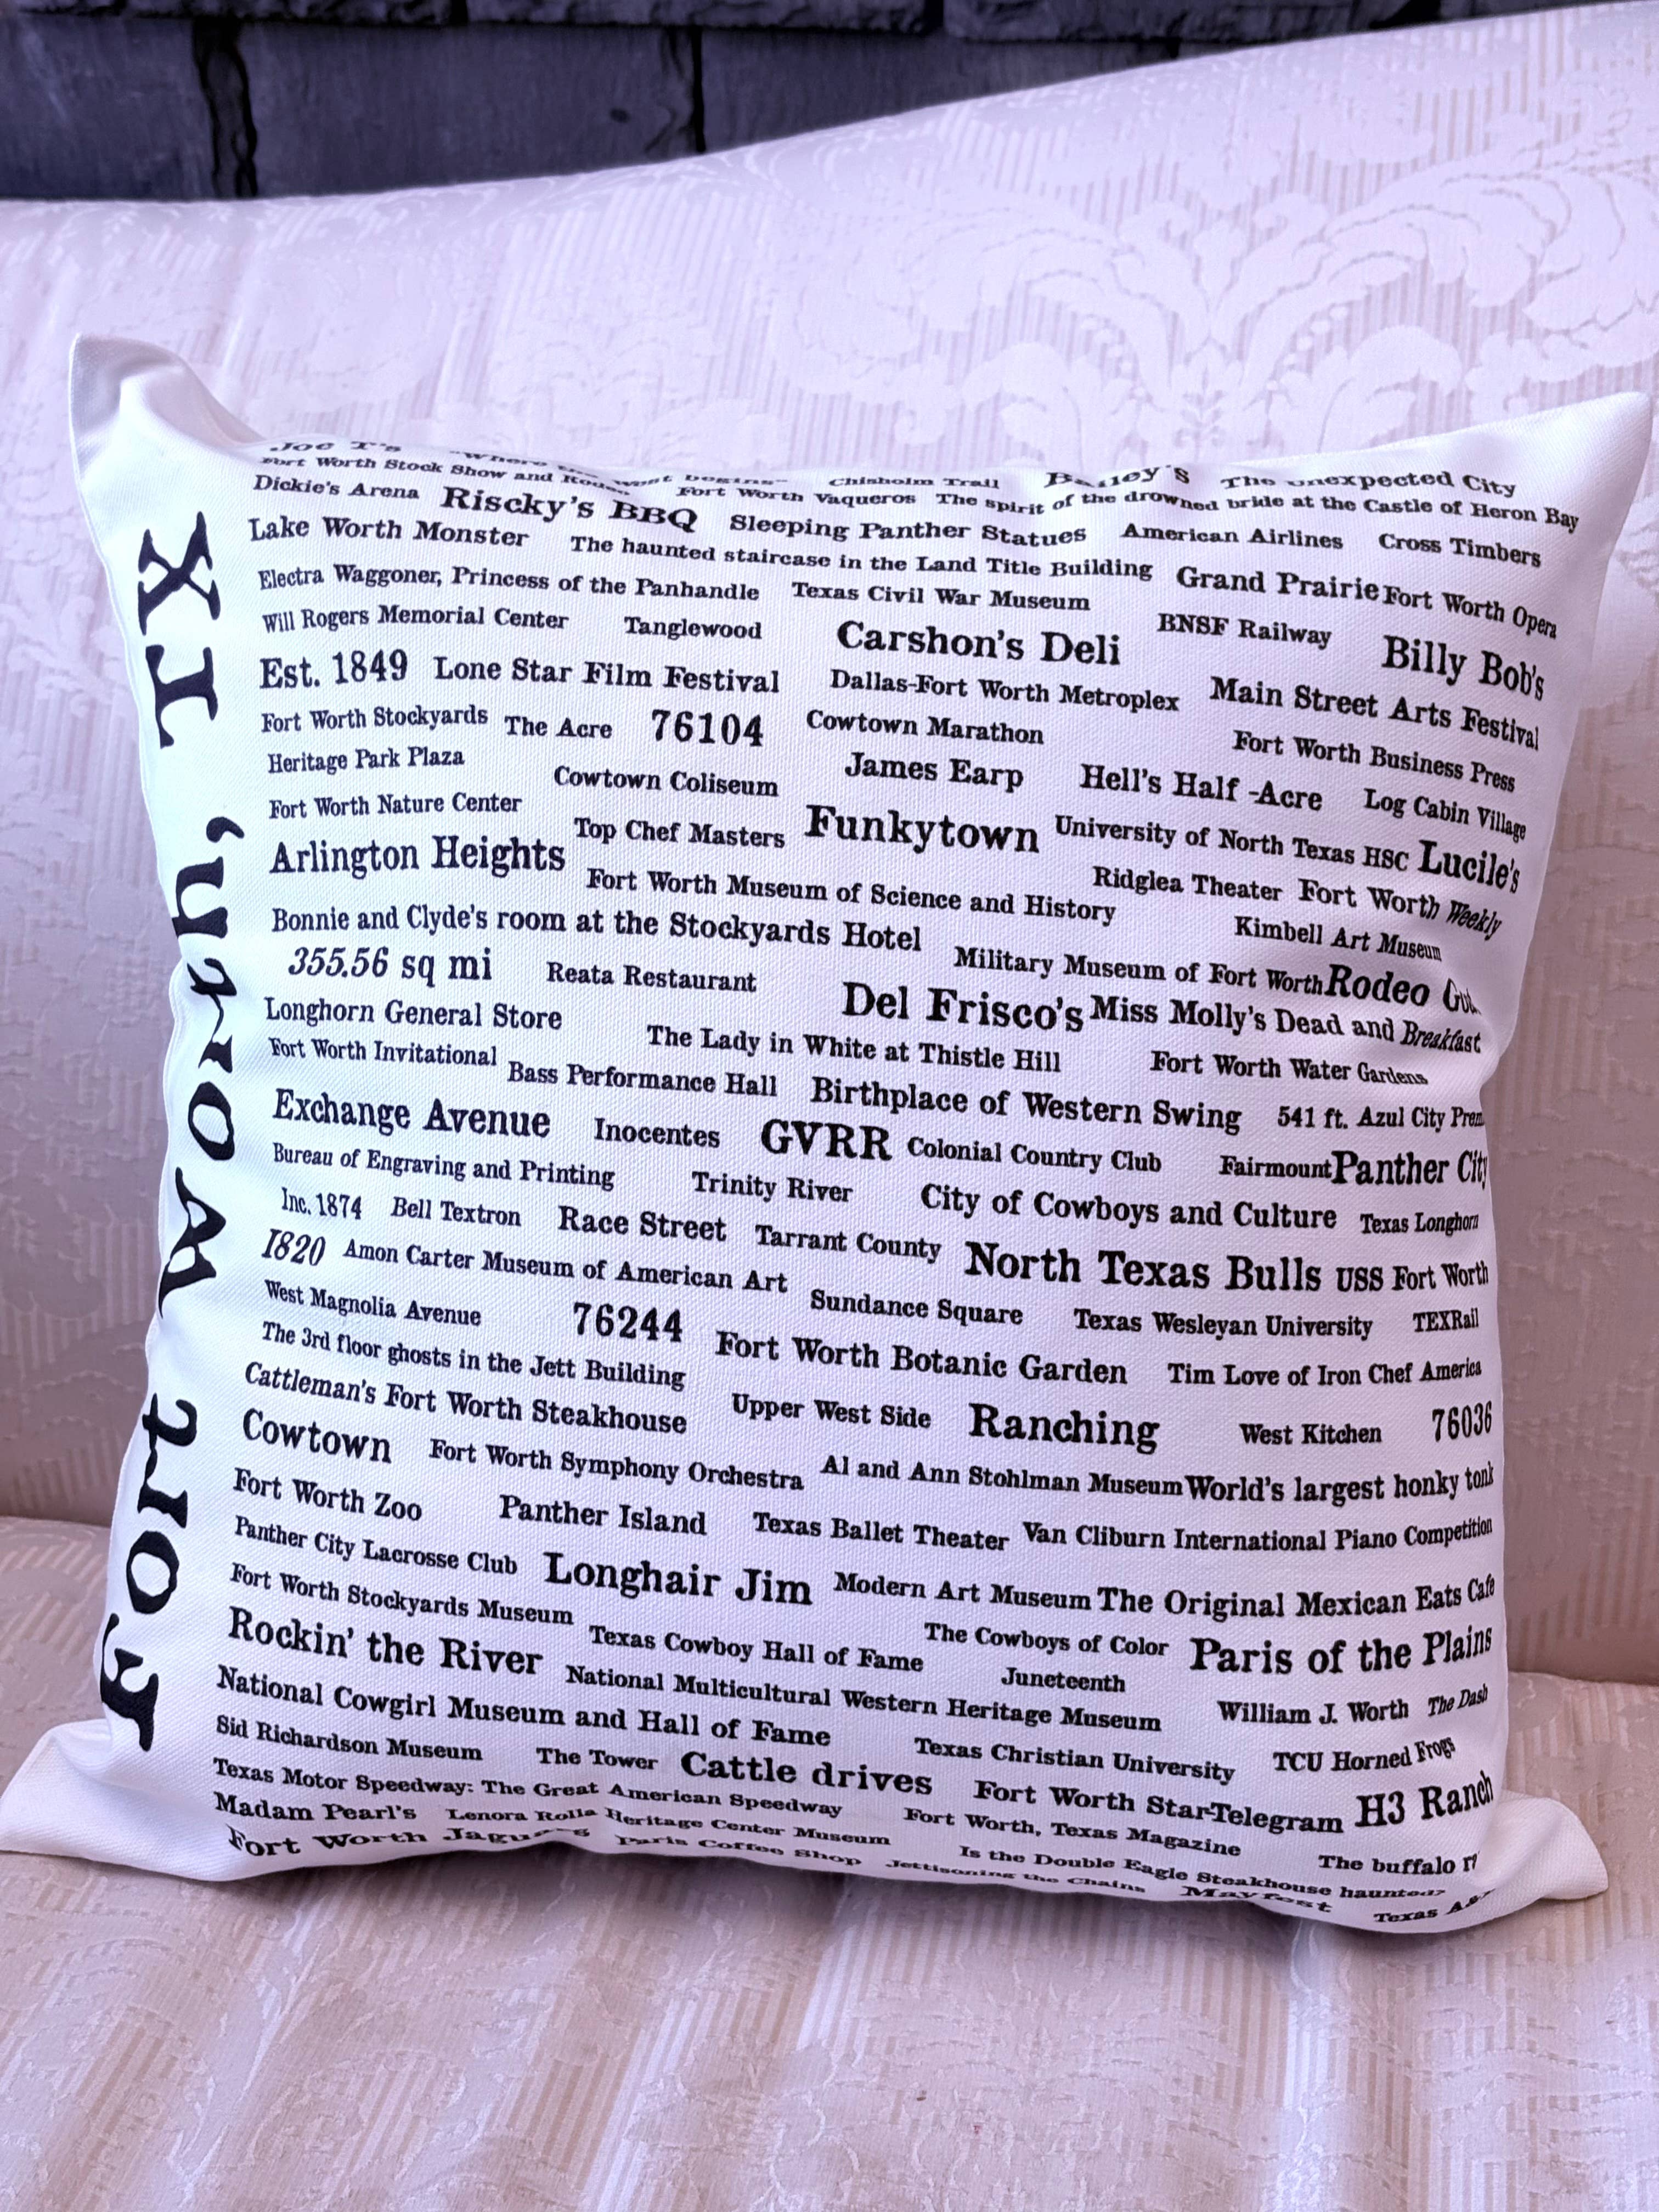 Fort Worth, TX
Joe T's "Where the west begins" Chisholm Trail Bailey's The Unexpected City
Fort Worth Stock Show and Rodeo Fort Worth Vaqueros The spirit of the drowned bride at the Castle of Heron Bay
Dickie's Arena Riscky's BBQ Sleeping Panther Statues American Airlines Cross Timbers
Lake Worth Monster The haunted staircase in the Land Title Building Grand Prairie Fort Worth Opera
Electra Waggoner, Princess of the Panhandle Texas Civil War Museum BNSF Railway Billy Bob's
Will Rogers Memorial Center Tanglewood Carshon's Deli
Est. 1849 Lone Star Film Festival Dallas-Fort Worth Metroplex Main Street Arts Festival
Fort Worth Stockyards The Acre 76104 Cowtown Marathon Fort Worth Business Press
Heritage Park Plaza Cowtown Coliseum James Earp Hell's Half -Acre Log Cabin Village
Fort Worth Nature Center Top Chef Masters Funkytown University of North Texas HSC Lucile's
Arlington Heights Fort Worth Museum of Science and History Ridglea Theater Fort Worth Weekly
Bonnie and Clyde's room at the Stockyards Hotel Kimbell Art Museum
355.56 sq mi Reata Restaurant Military Museum of Fort Worth Rodeo
Longhorn General Store Del Frisco's Miss Molly's Dead and Breakfast
Fort Worth Invitational The Lady in White at Thistle Hill Fort Worth Water Gardens
Bass Performance Hall Birthplace of Western Swing 541 ft. Azul City
Exchange Avenue Inocentes GVRR Colonial Country Club Fairmount Panther City
Bureau of Engraving and Printing Trinity River City of Cowboys and Culture Texas Longhorn
Inc. 1874 Bell Textron Race Street Tarrant County North Texas Bulls USS Fort Worth
1820 Amon Carter Museum of American Art Sundance Square Texas Wesleyan University TEXRail
West Magnolia Avenue 76244 Fort Worth Botanic Garden Tim Love of Iron Chef America
The 3rd floor ghosts in the Jett Building
Cattleman's Fort Worth Steakhouse Upper West Side Ranching West Kitchen 76036
Cowtown Fort Worth Symphony Orchestra Al and Ann Stohlman Museum World's largest honky tonk
Fort Worth Zoo Panther Island Texas Ballet Theater Van Cliburn International Piano Competition
Panther City Lacrosse Club Longhair Jim Modern Art Museum The Original Mexican Eats Cafe
Fort Worth Stockyards Museum Texas Cowboy Hall of Fame The Cowboys of Color Paris of the Plains
Rockin' the River National Multicultural Western Heritage Museum Juneteenth William J. Worth The Dash
National Cowgirl Museum and Hall of Fame Texas Christian University TCU Horned Frogs
Sid Richardson Museum The Tower Cattle drives Fort Worth Star-Telegram H3 Ranch
Texas Motor Speedway: The Great American Speedway Fort Worth, Texas Magazine The buffalo
Madam Pearl's Lenora Rolla Heritage Center Museum Is the Double Eagle Steakhouse haunted?
Fort Worth Jaguars Paris Coffee Shop Jettisoning the Chains Mayfest Texas